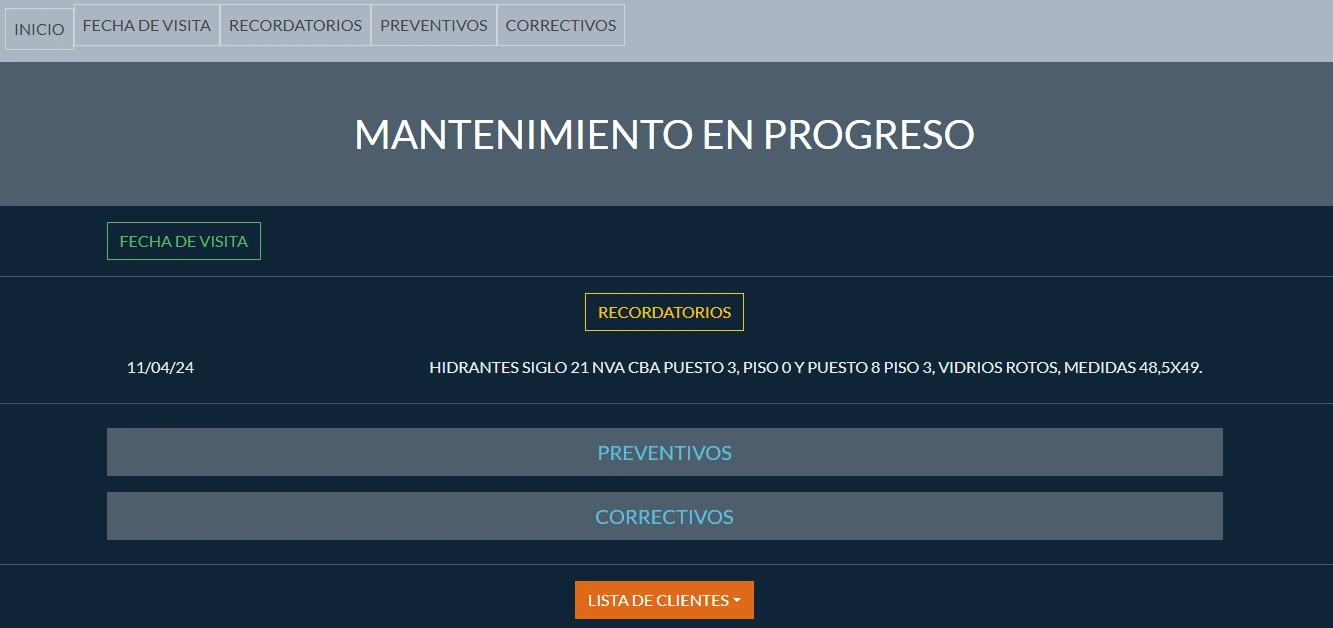 INICIO FECHA DE VISITA RECORDATORIOS PREVENTIVOS CORRECTIVOS
MANTENIMIENTO EN PROGRESO
FECHA DE VISITA
RECORDATORIOS
11/04/24 HIDRANTES SIGLO 21 NVA CBA PUESTO 3, PISO 0 Y PUESTO 8 PISO 3, VIDRIOS ROTOS, MEDIDAS 48,5X49.
PREVENTIVOS
CORRECTIVOS
LISTA DE CLIENTES